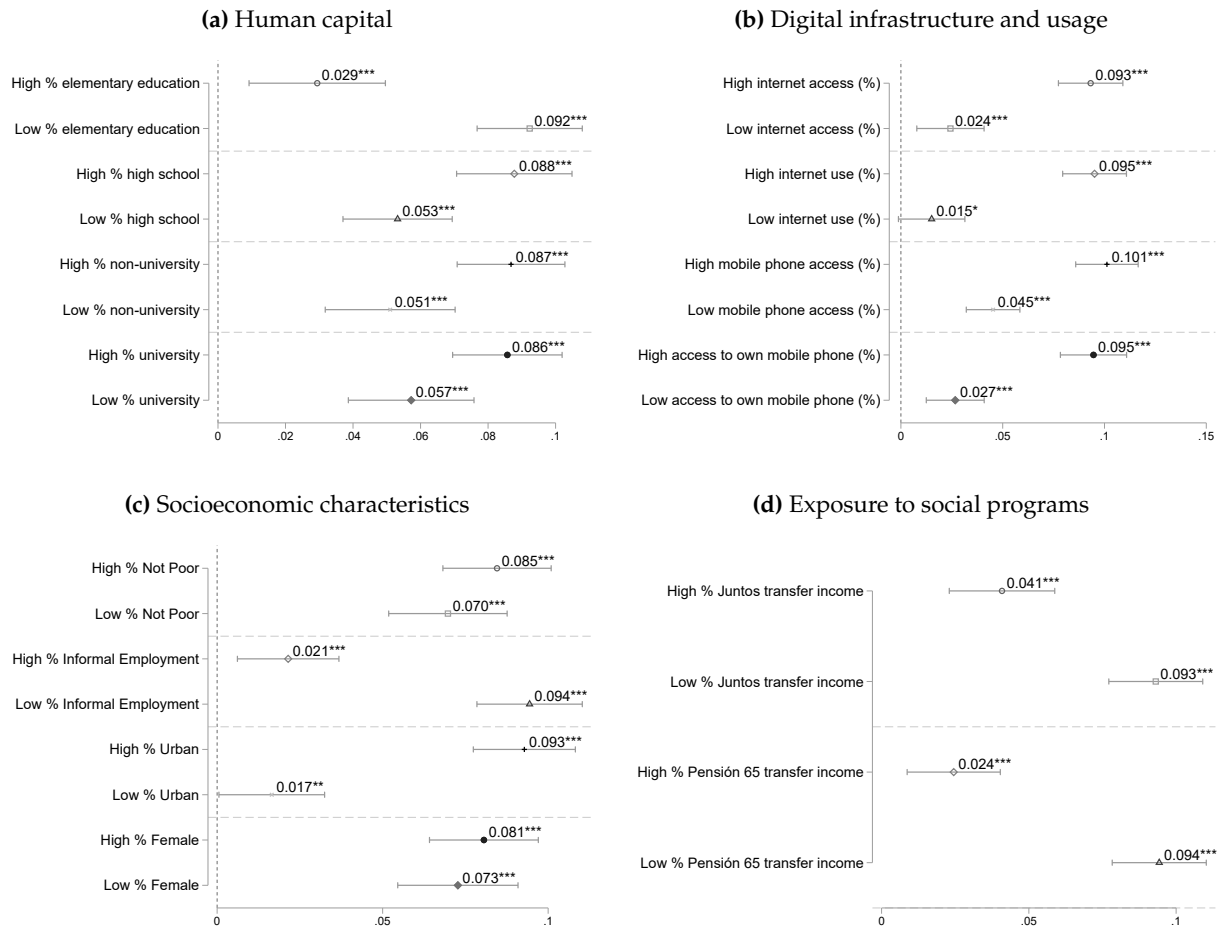 (a) Human capital
High % elementary education 0.029***
Low % elementary education 0.092***
High % high school 0.088***
Low % high school 0.053***
High % non-university 0.087***
Low % non-university 0.051***
High % university 0.086***
Low % university 0.057***
0 .02 .04 .06 .08 .1
(b) Digital infrastructure and usage
High internet access (%) 0.093***
Low internet access (%) 0.024***
High internet use (%) 0.095***
Low internet use (%) 0.015*
High mobile phone access (%) 0.101***
Low mobile phone access (%) 0.045***
High access to own mobile phone (%) 0.095***
Low access to own mobile phone (%) 0.027***
0 .05 .1 .15
(c) Socioeconomic characteristics
High % Not Poor 0.085***
Low % Not Poor 0.070***
High % Informal Employment 0.021***
Low % Informal Employment 0.094***
High % Urban 0.093***
Low % Urban 0.017**
High % Female 0.081***
Low % Female 0.073***
0 .05 .1
(d) Exposure to social programs
High % Juntos transfer income 0.041***
Low % Juntos transfer income 0.093***
High % Pensión 65 transfer income 0.024***
Low % Pensión 65 transfer income 0.094***
0 .05 .1